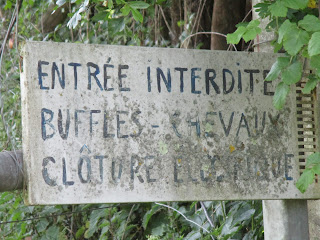 ENTRÉE INTERDITE
BUFFLES - CHEVAUX
CLÔTURE ÉLECTRIQUE